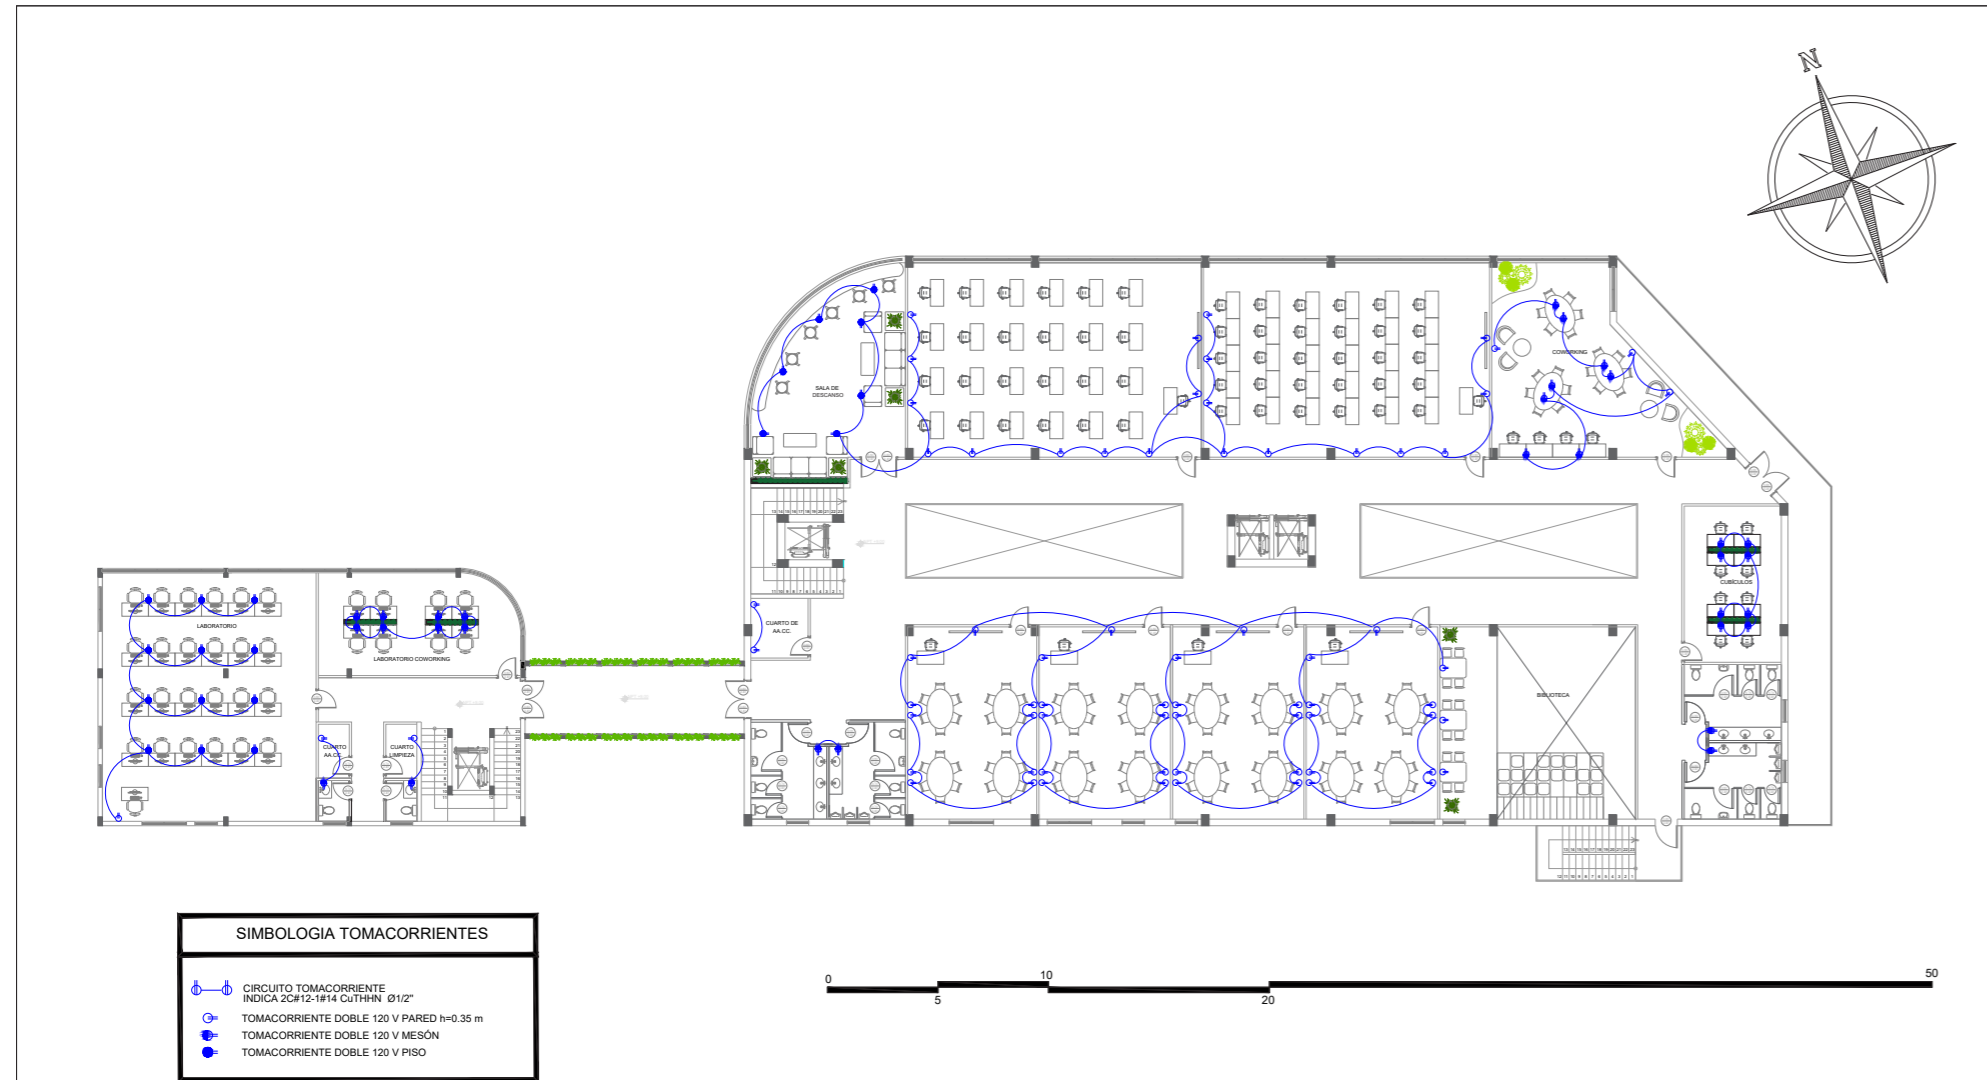 N
SALA DE
DESCANSO
COWORKING
CUBÍCULOS
CUARTO DE
AA.CC.
LABORATORIO
LABORATORIO COWORKING
BIBLIOTECA
CUARTO
AA.CC.
CUARTO
LIMPIEZA
SIMBOLOGIA TOMACORRIENTES
CIRCUITO TOMACORRIENTE
INDICA 2C#12-1#14 CuTHHN Ø1/2"
TOMACORRIENTE DOBLE 120 V PARED h=0.35 m
TOMACORRIENTE DOBLE 120 V MESÓN
TOMACORRIENTE DOBLE 120 V PISO
0 10 50
5 20